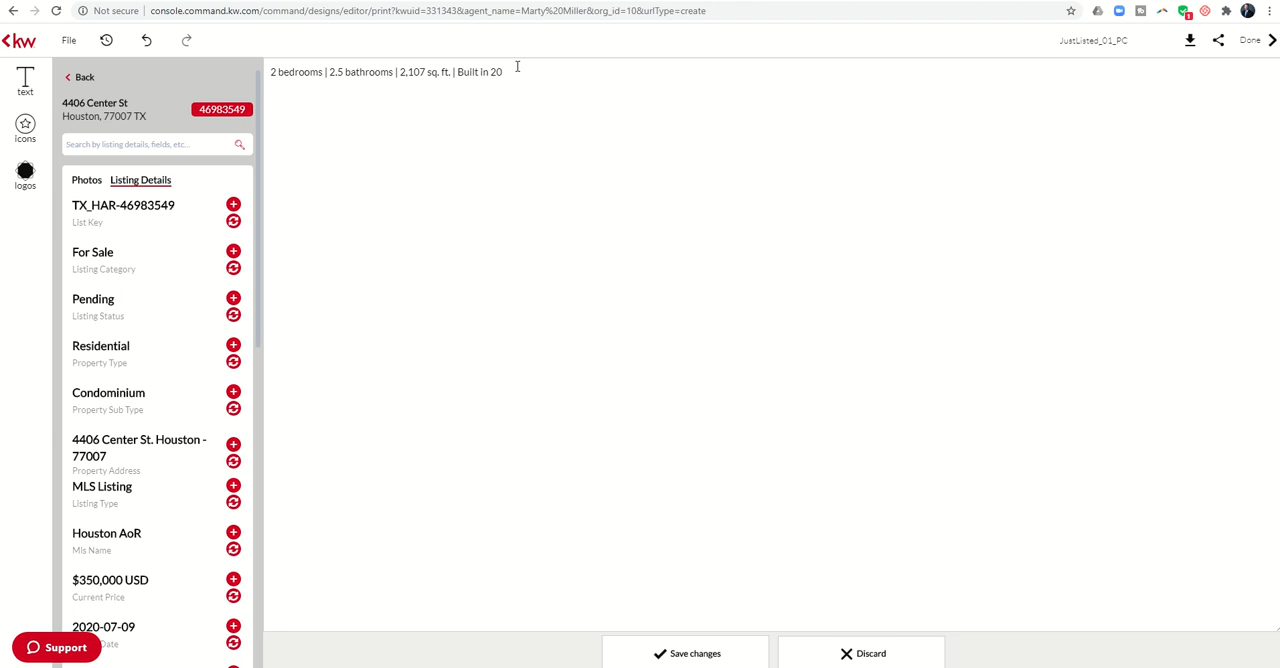 Not secure | console.command.kw.com/command/designs/editor/print?kwuid=331343&agent_name=Marty%20Miller&org_id=10&urlType=create
1
kw
File
JustListed_01_PC
Done
text
icons
logos
Back
4406 Center St
Houston, 77007 TX
46983549
Search by listing details, fields, etc...
Photos
Listing Details
TX_HAR-46983549
List Key
For Sale
Listing Category
Pending
Listing Status
Residential
Property Type
Condominium
Property Sub Type
4406 Center St. Houston -
77007
Property Address
MLS Listing
Listing Type
Houston AoR
Mls Name
$350,000 USD
Current Price
2020-07-09
Date
Support
2 bedrooms | 2.5 bathrooms | 2,107 sq. ft. | Built in 20
Save changes
Discard